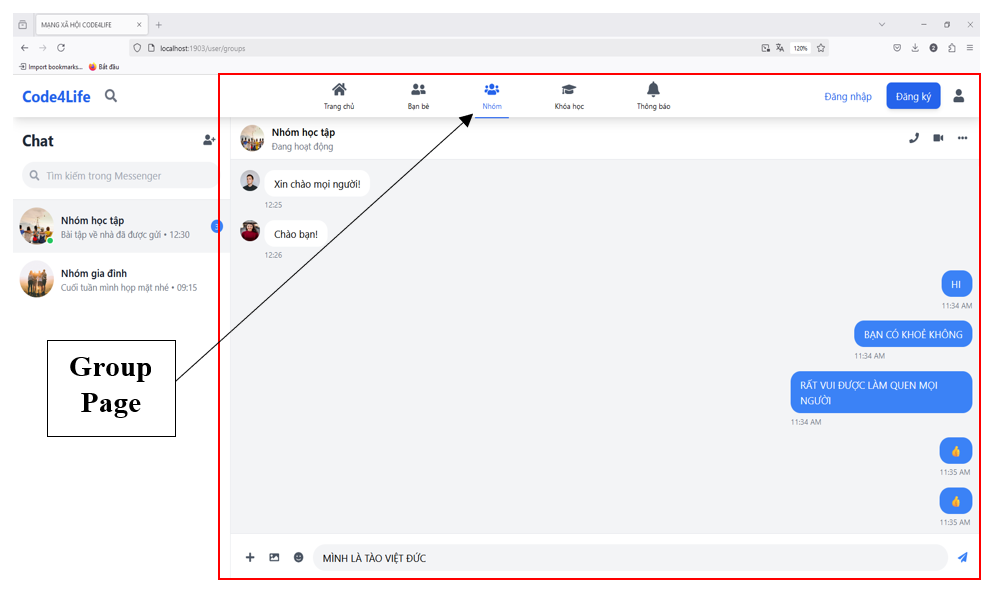 MẠNG XÃ HỘI CODE4LIFE
localhost:1903/user/groups
120%
Import bookmarks...
Bắt đầu
Code4Life
Trang chủ
Bạn bè
Nhóm
Khóa học
Thông báo
Đăng nhập
Đăng ký
Chat
Tìm kiếm trong Messenger
Nhóm học tập
Bài tập về nhà đã được gửi • 12:30
3
Nhóm gia đình
Cuối tuần mình họp mặt nhé • 09:15
Group
Page
Nhóm học tập
Đang hoạt động
Xin chào mọi người!
12:25
Chào bạn!
12:26
HI
11:34 AM
BẠN CÓ KHOẺ KHÔNG
11:34 AM
RẤT VUI ĐƯỢC LÀM QUEN MỌI
NGƯỜI
11:34 AM
11:35 AM
11:35 AM
MÌNH LÀ TÀO VIỆT ĐỨC